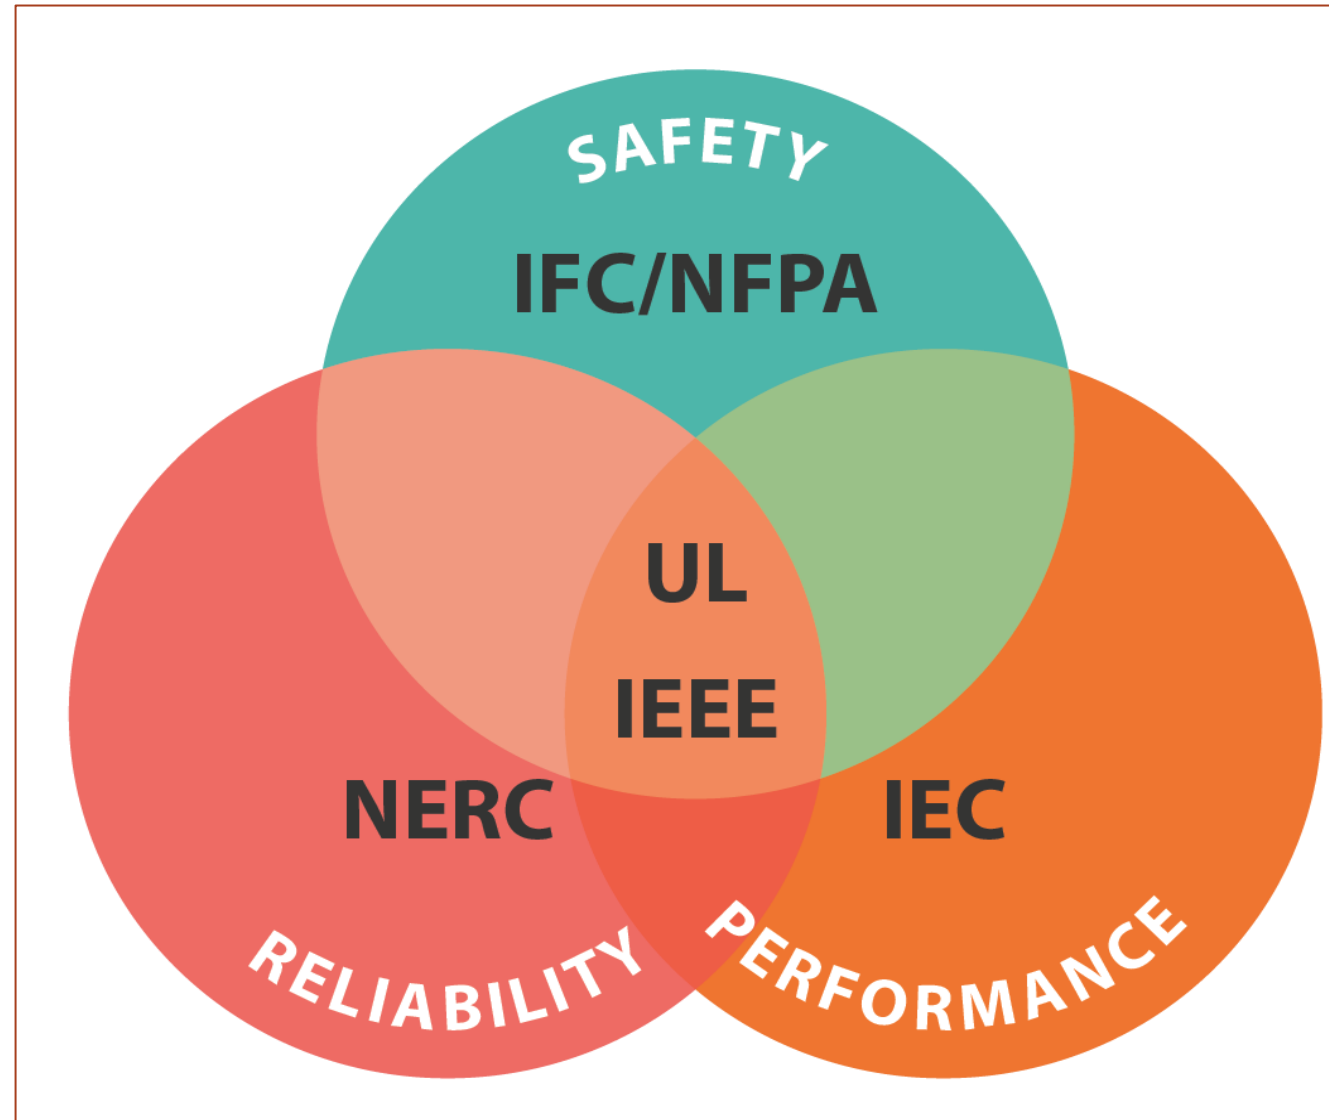 SAFETY
IFC/NFPA
UL
IEEE
NERC
IEC
RELIABILITY
PERFORMANCE